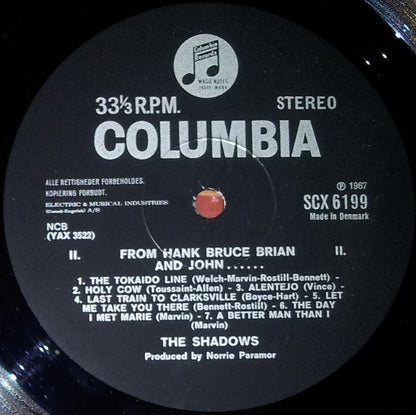 Columbia
Records
MAGIC NOTES
TRADE MARK
33⅓ R.P.M. STEREO
COLUMBIA
ALLE RETTIGHEDER FORBEHOLDES.
KOPIERING FORBUDT.
ELECTRIC & MUSICAL INDUSTRIES
(Dansk-Engelsk) A/S
NCB
(YAX 3522)
℗ 1967
SCX 6199
Made in Denmark
II. FROM HANK BRUCE BRIAN II.
AND JOHN......
1. THE TOKAIDO LINE (Welch-Marvin-Rostill-Bennett) -
2. HOLY COW (Toussaint-Allen) - 3. ALENTEJO (Vince) -
4. LAST TRAIN TO CLARKSVILLE (Boyce-Hart) - 5. LET
ME TAKE YOU THERE (Bennett-Rostill) - 6. THE DAY
I MET MARIE (Marvin) - 7. A BETTER MAN THAN I
(Marvin)
THE SHADOWS
Produced by Norrie Paramor